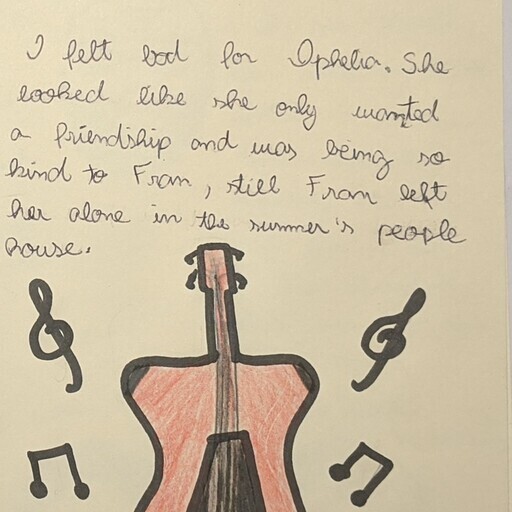 I felt bad for Ophelia. She
looked like she only wanted
a friendship and was being so
kind to Fran, still Fran left
her alone in the summer's people
house.